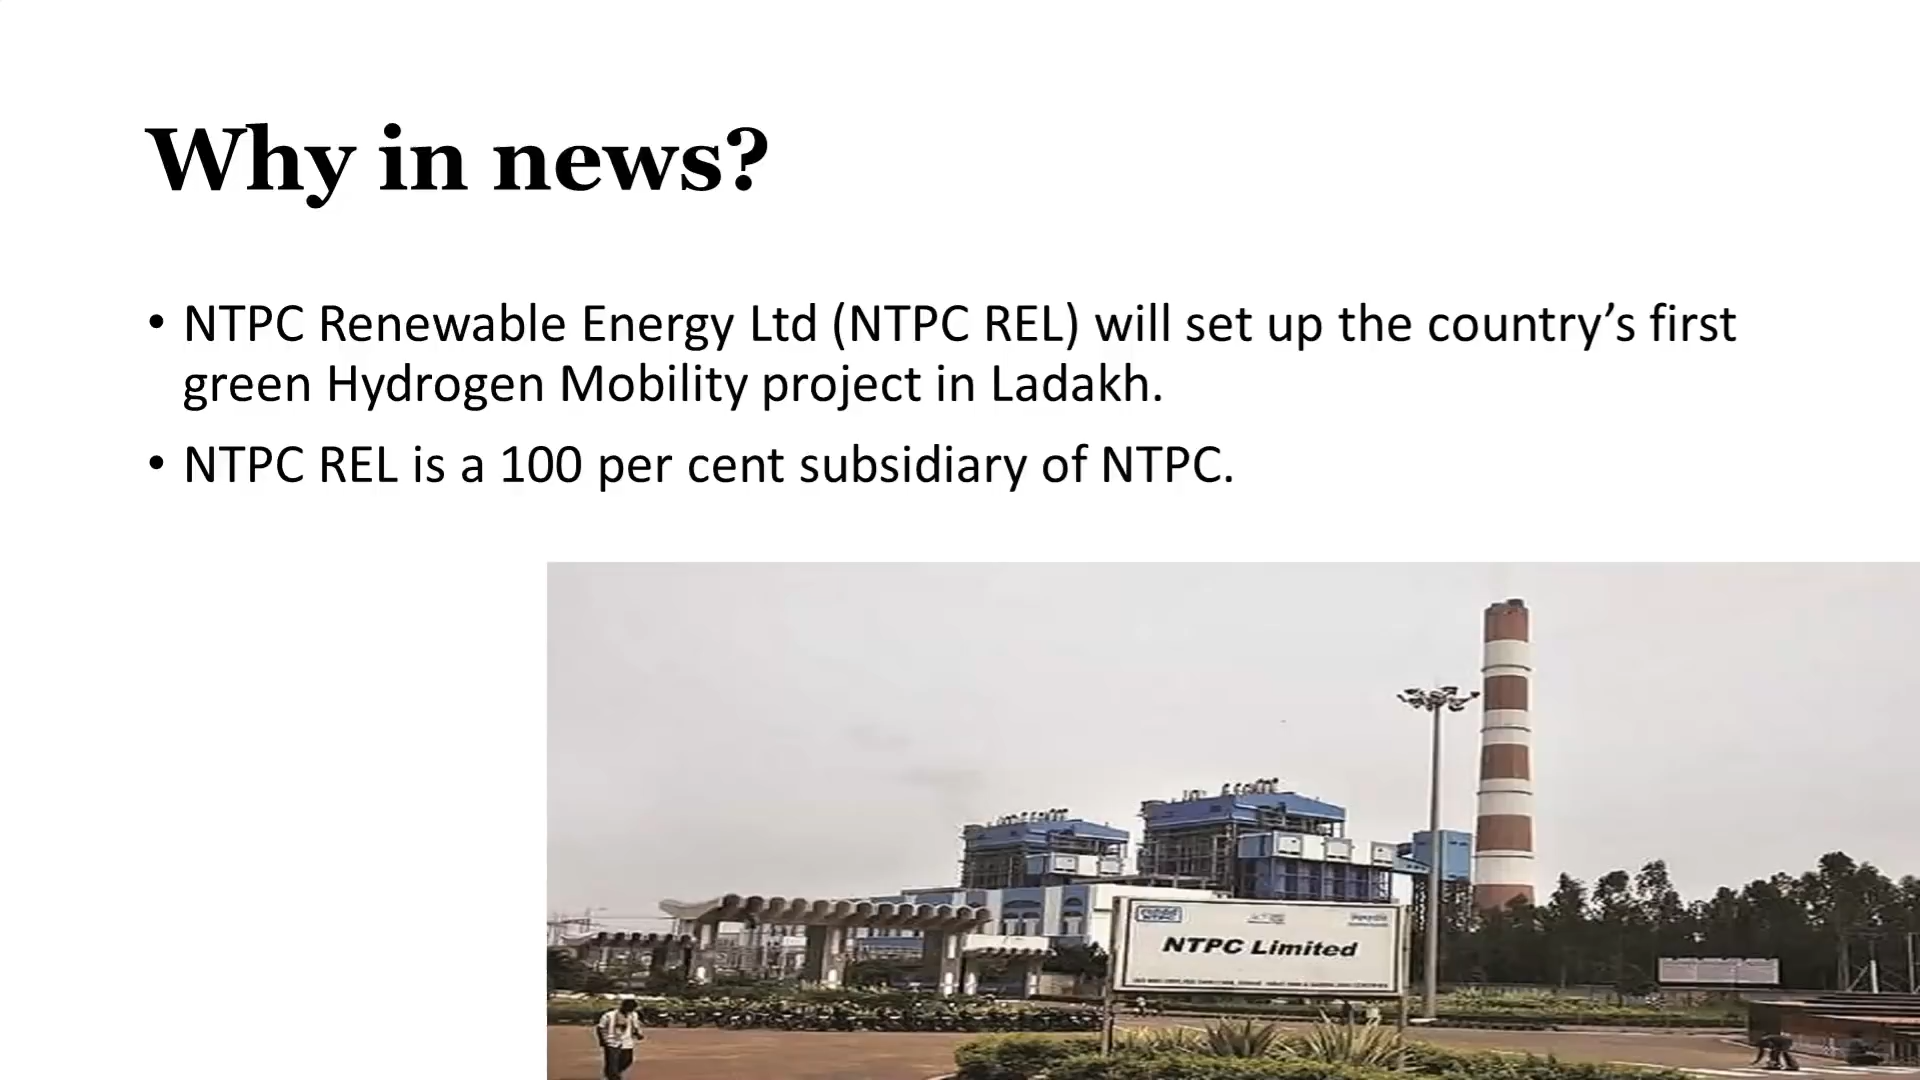 Why in news?
• NTPC Renewable Energy Ltd (NTPC REL) will set up the country’s first
green Hydrogen Mobility project in Ladakh.
• NTPC REL is a 100 per cent subsidiary of NTPC.
NTPC Limited